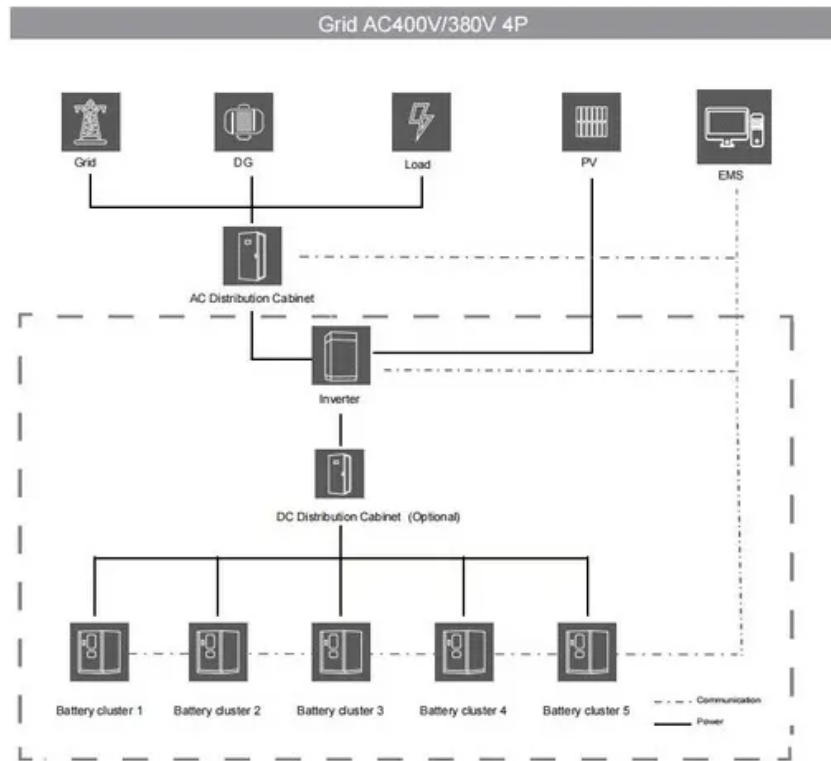 Grid AC400V/380V 4P
Grid
DG
Load
PV
EMS
AC Distribution Cabinet
Inverter
DC Distribution Cabinet (Optional)
Battery cluster 1
Battery cluster 2
Battery cluster 3
Battery cluster 4
Battery cluster 5
Communication
Power